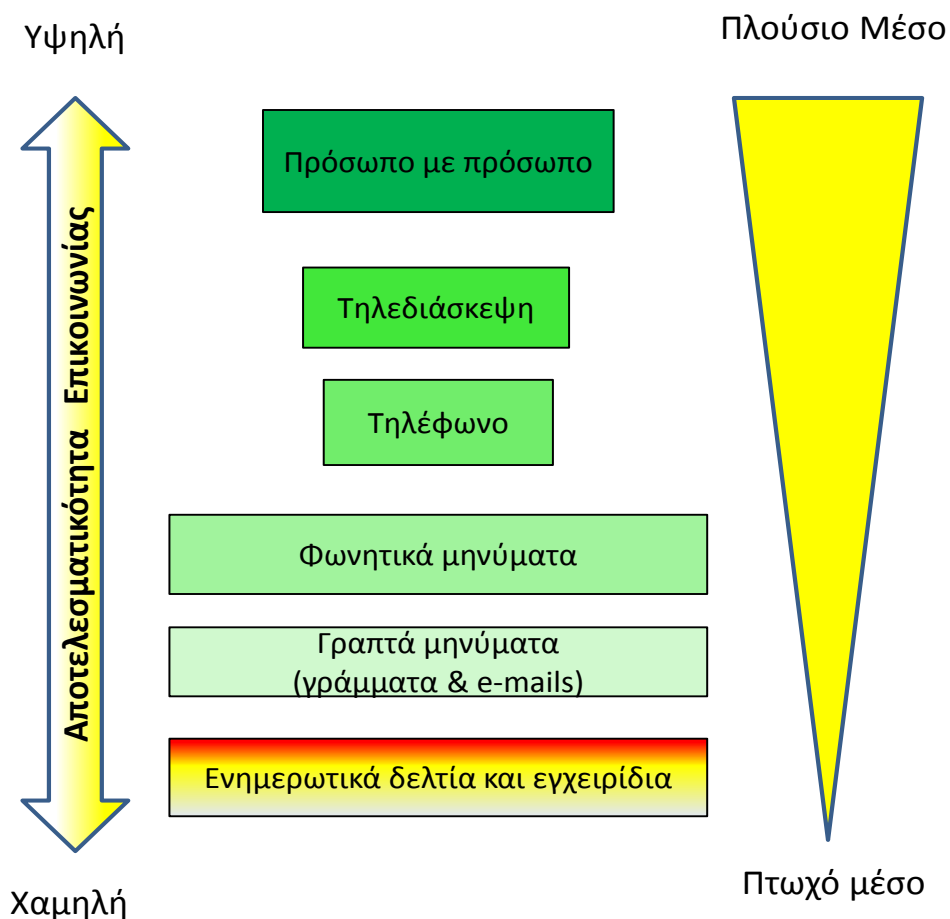 Υψηλή
Πλούσιο Μέσο
Πρόσωπο με πρόσωπο
Τηλεδιάσκεψη
Τηλέφωνο
Αποτελεσματικότητα Επικοινωνίας
Φωνητικά μηνύματα
Γραπτά μηνύματα
(γράμματα & e-mails)
Ενημερωτικά δελτία και εγχειρίδια
Χαμηλή
Πτωχό μέσο